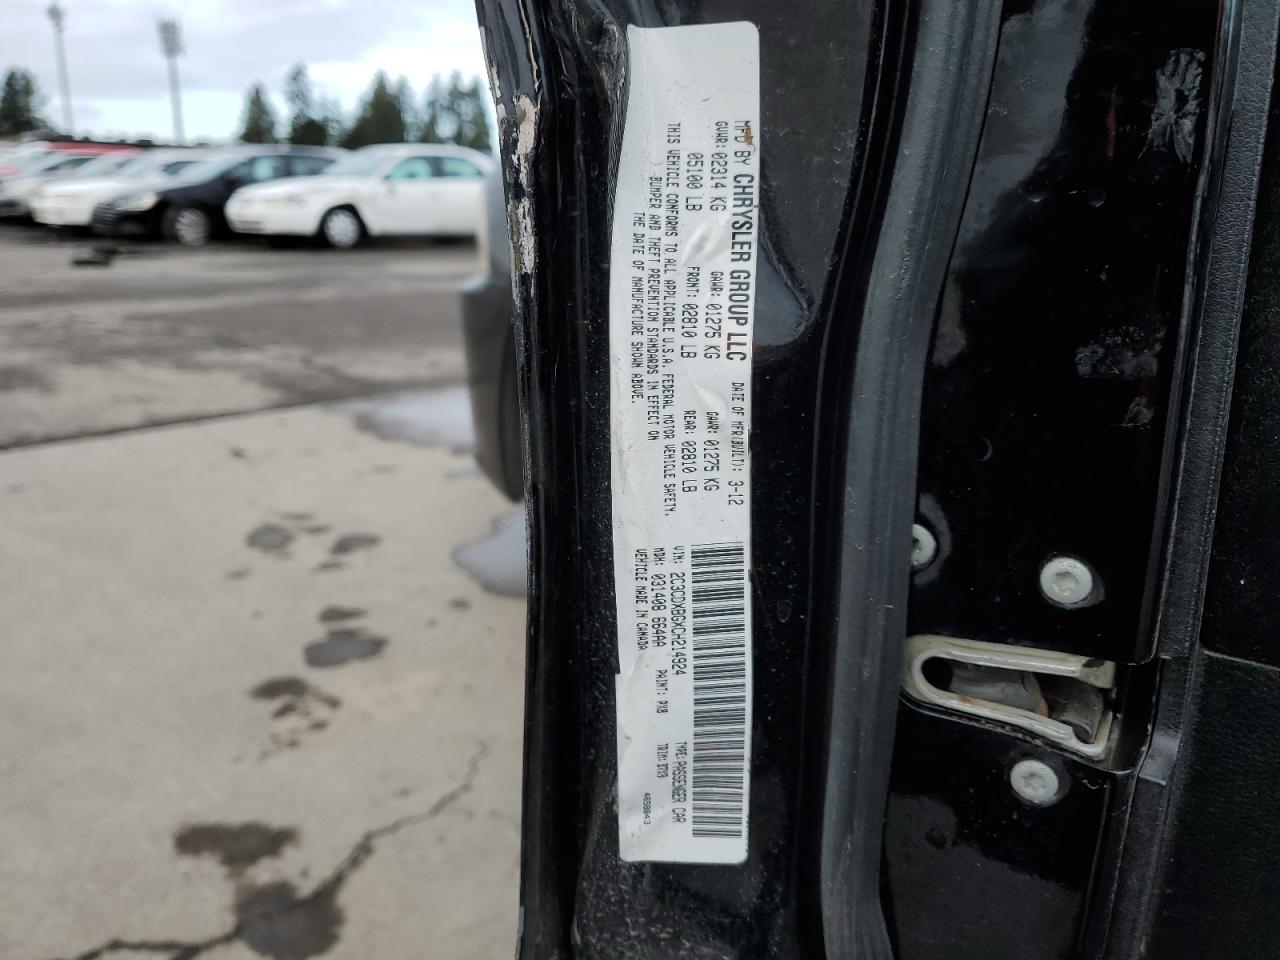 MFD BY CHRYSLER GROUP LLC DATE OF MFR(BUILT): 3-12
GVWR: 02314 KG GAWR: 01275 KG GAWR: 01275 KG
05100 LB FRONT: 02810 LB REAR: 02810 LB
THIS VEHICLE CONFORMS TO ALL APPLICABLE U.S.A. FEDERAL MOTOR VEHICLE SAFETY,
BUMPER AND THEFT PREVENTION STANDARDS IN EFFECT ON
THE DATE OF MANUFACTURE SHOWN ABOVE.
VIN: 2C3CDXBGXCH214924 TYPE: PASSENGER CAR
MDH: 031408 664AA PAINT: PX8 TRIM: D7X9
VEHICLE MADE IN CANADA 4658043